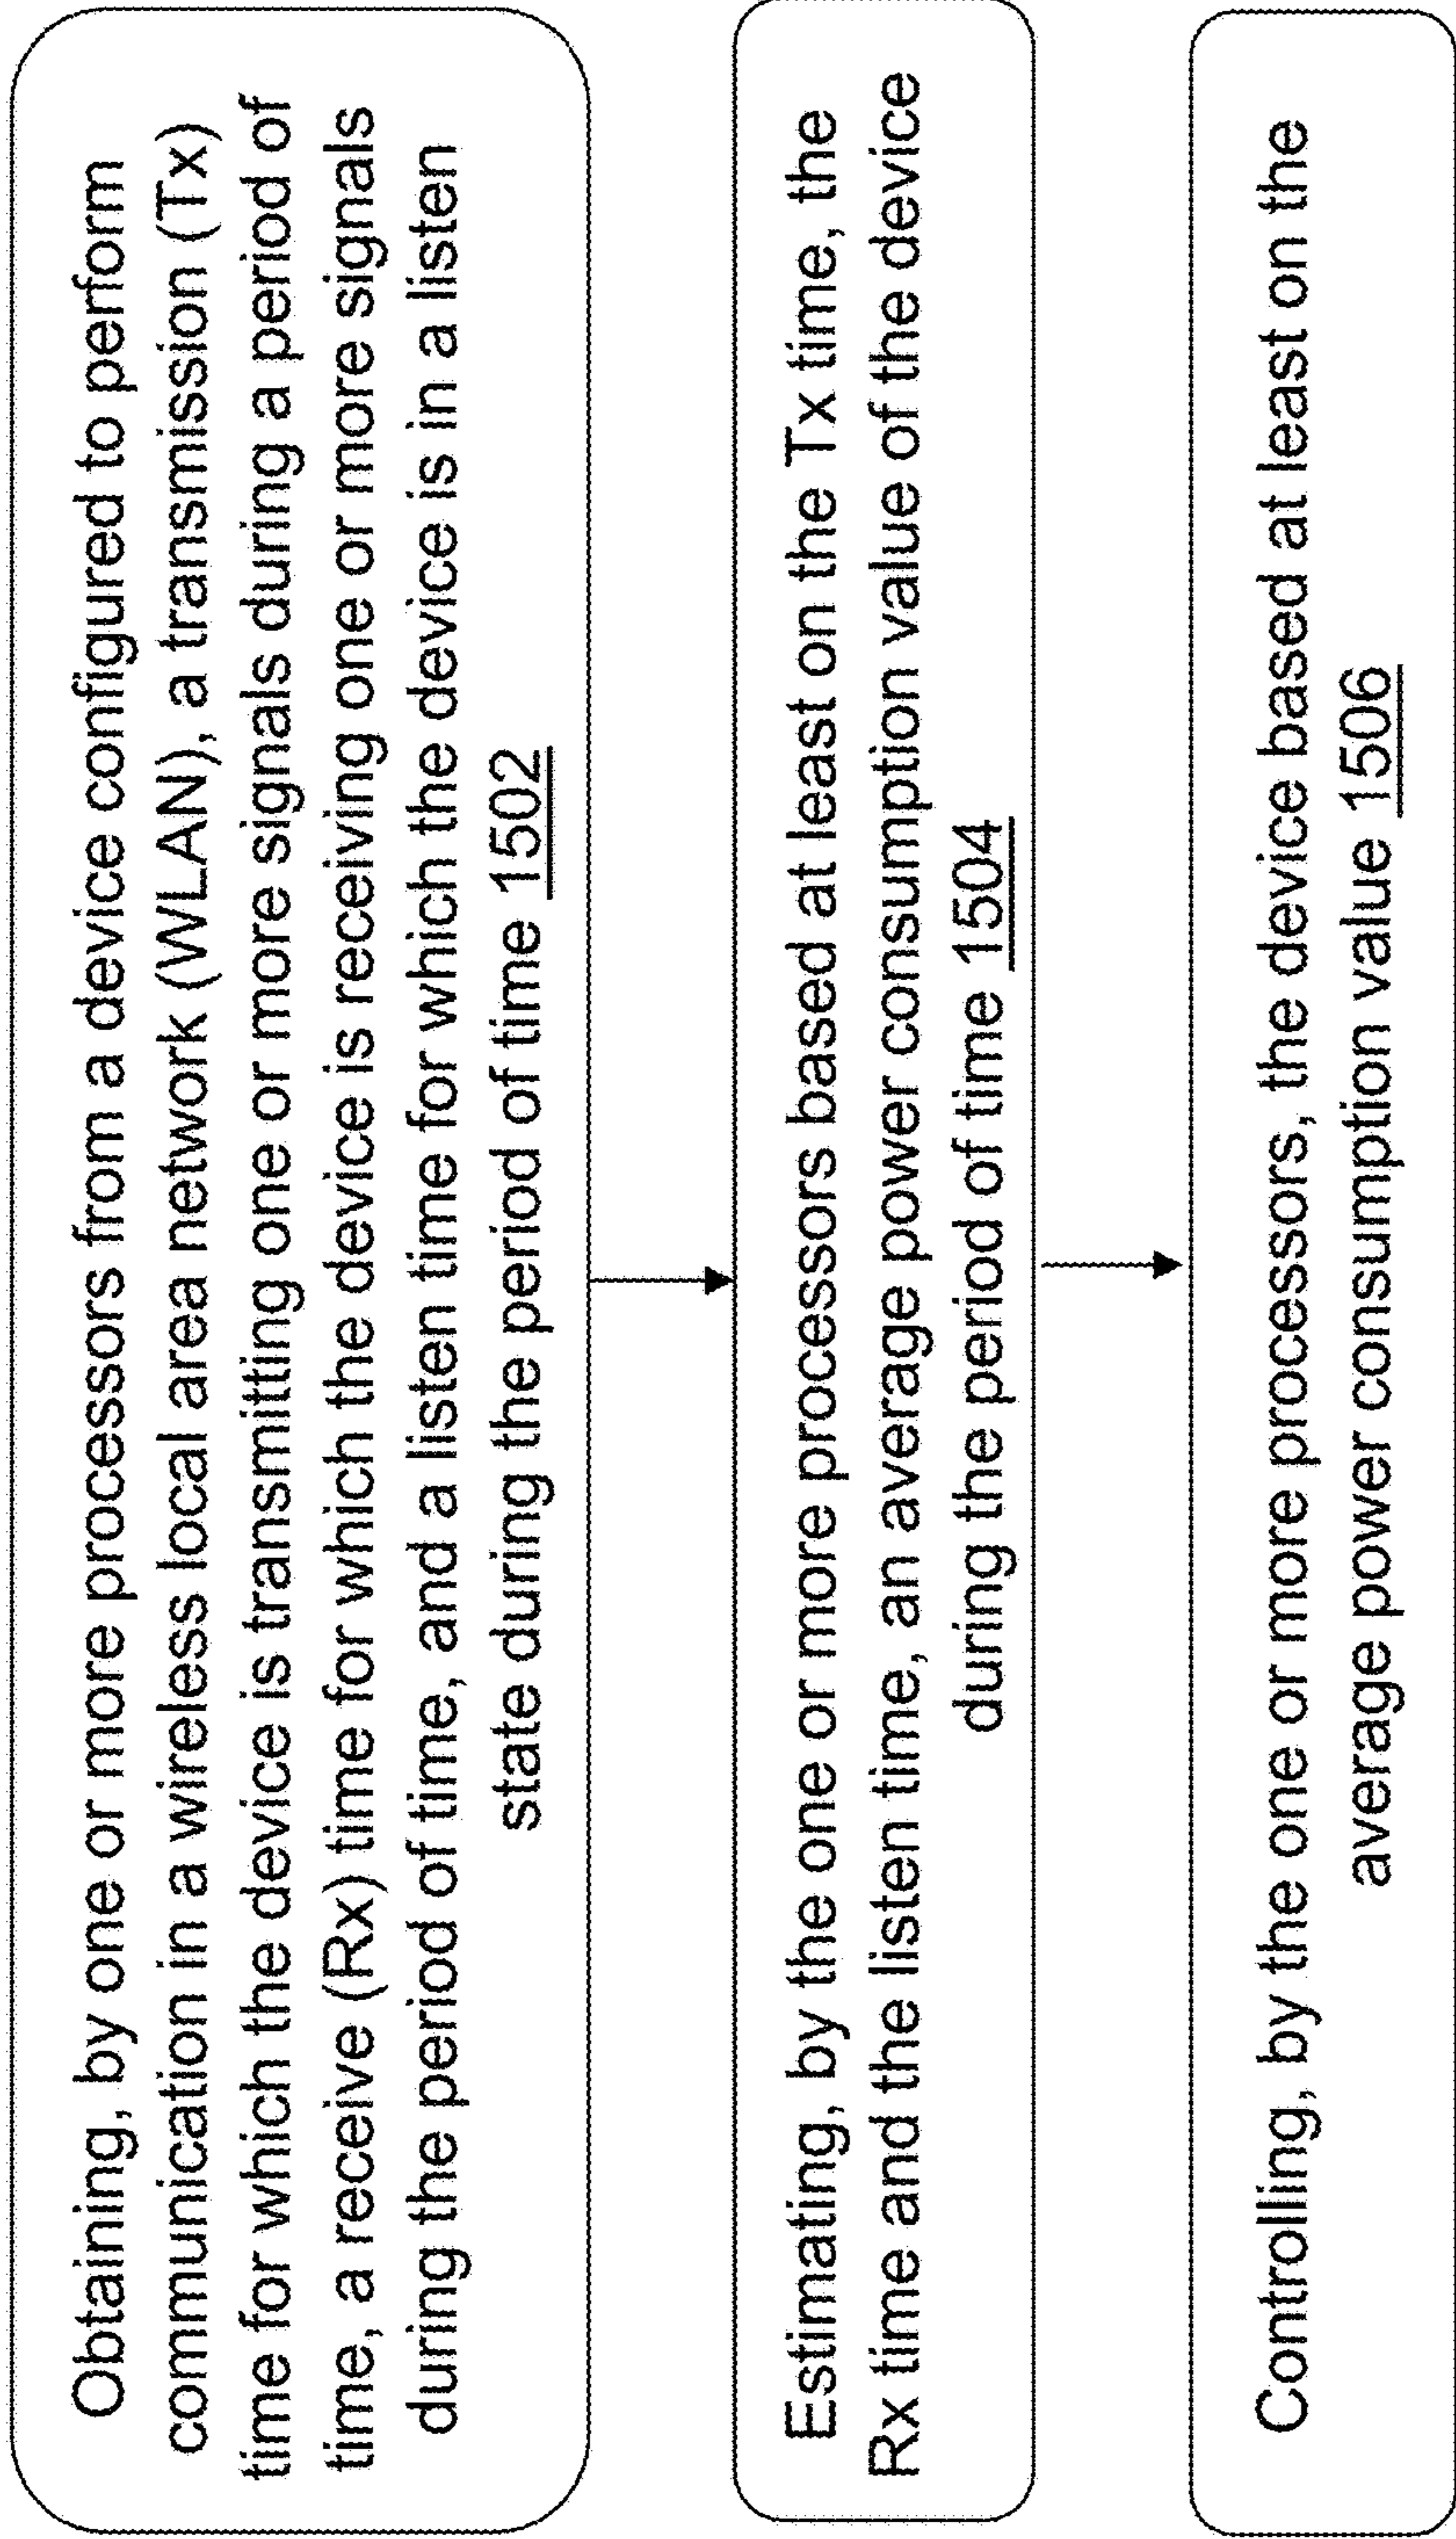 Obtaining, by one or more processors from a device configured to perform
communication in a wireless local area network (WLAN), a transmission (Tx)
time for which the device is transmitting one or more signals during a period of
time, a receive (Rx) time for which the device is receiving one or more signals
during the period of time, and a listen time for which the device is in a listen
state during the period of time 1502
Estimating, by the one or more processors based at least on the Tx time, the
Rx time and the listen time, an average power consumption value of the device
during the period of time 1504
Controlling, by the one or more processors, the device based at least on the
average power consumption value 1506